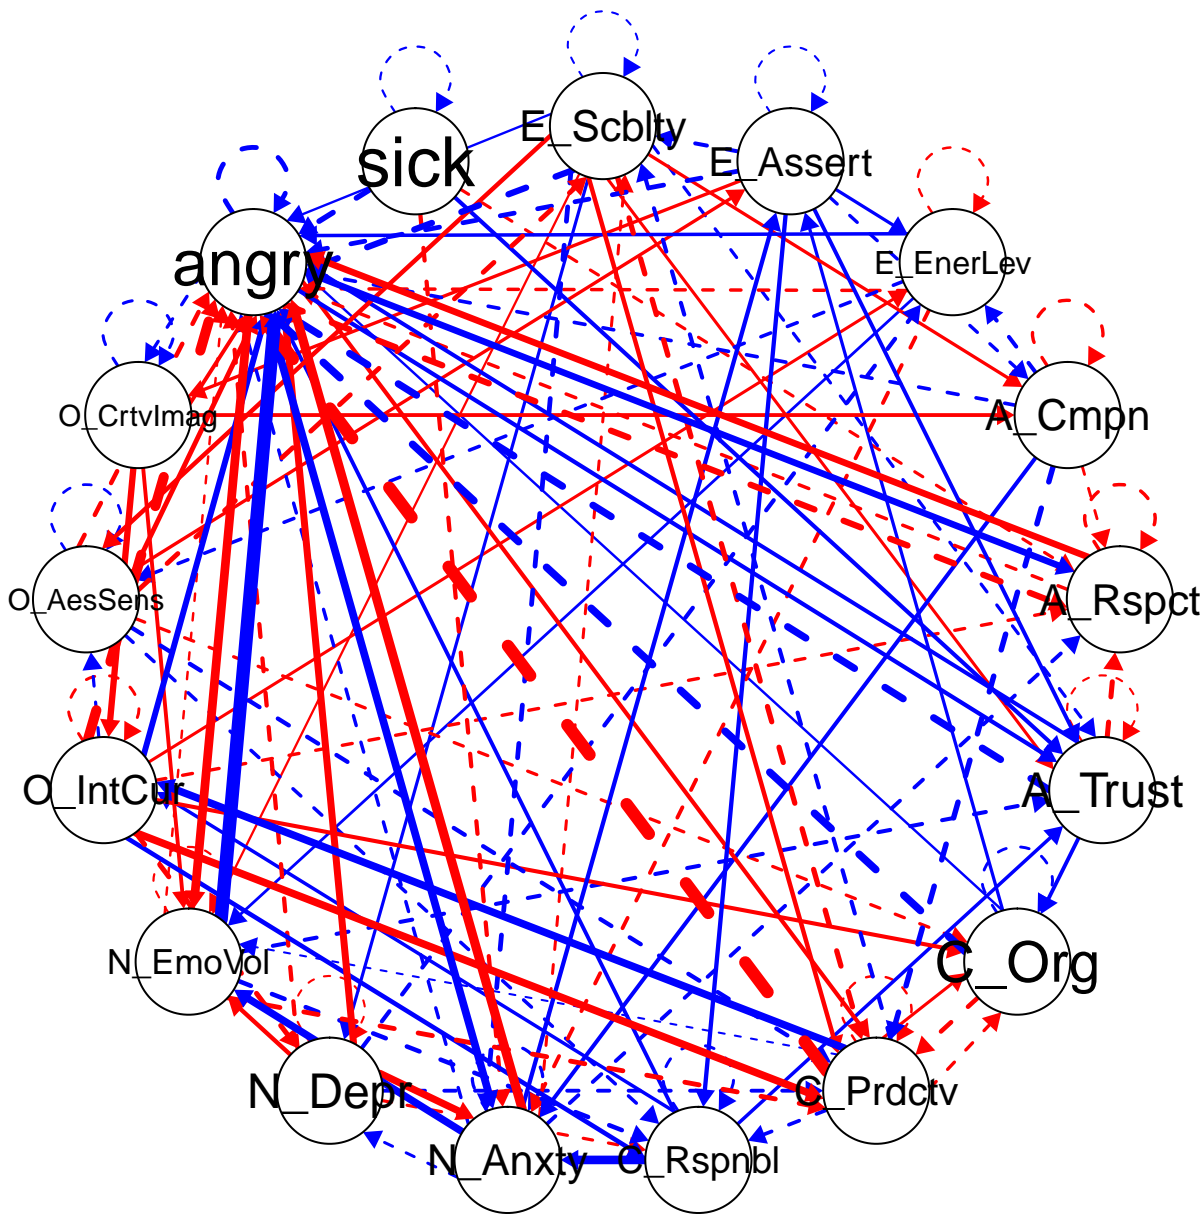 E_Scblty
sick
E_Assert
angry
E_EnerLev
O_CrtvImag
A_Cmpn
O_AesSens
A_Rspct
O_IntCur
A_Trust
N_EmoVol
C_Org
N_Depr
C_Prdctv
N_Anxty
C_Rspnbl